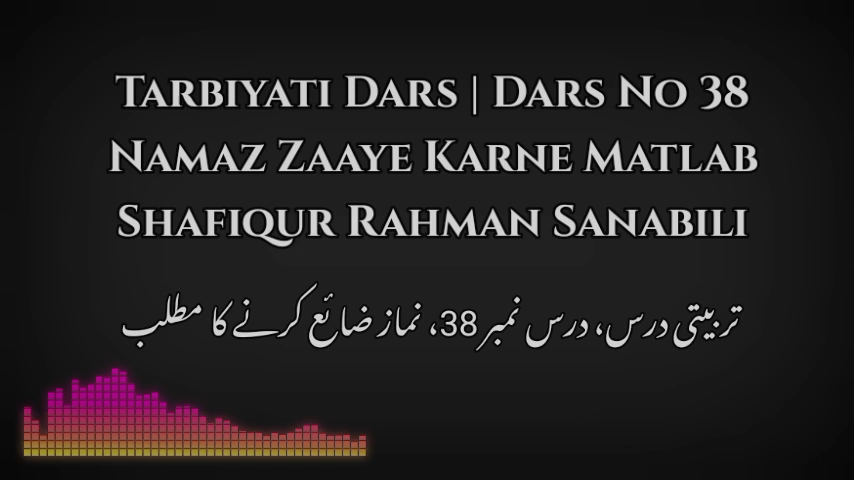 Tarbiyati Dars | Dars No 38
Namaz Zaaye Karne Matlab
Shafiqur Rahman Sanabili
تربیتی درس، درس نمبر 38، نماز ضائع کرنے کا مطلب